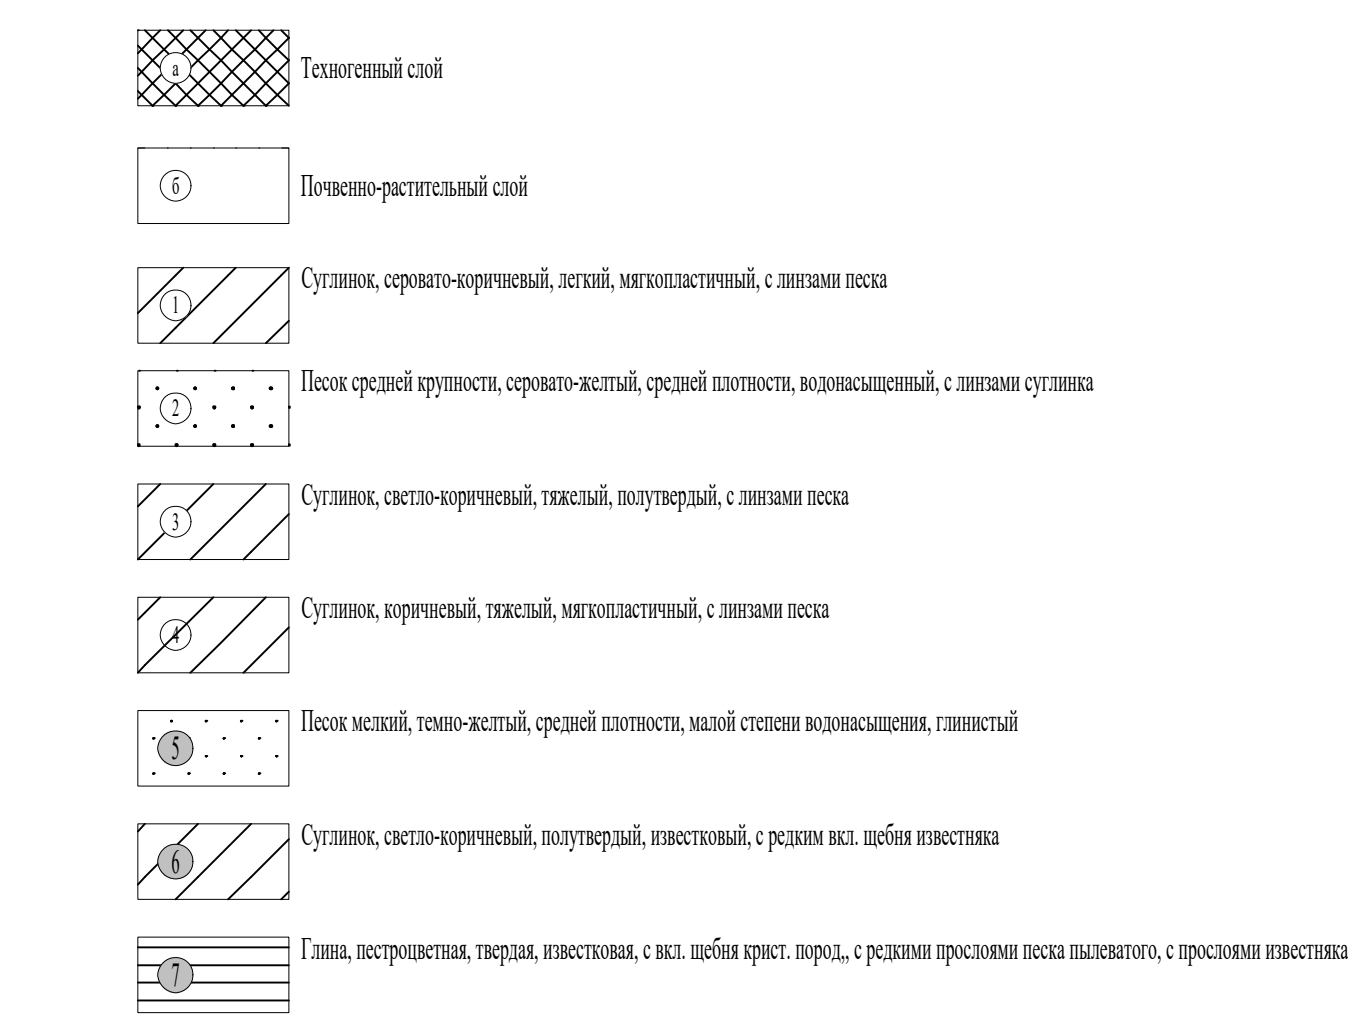 а Техногенный слой
б Почвенно-растительный слой
1 Суглинок, серовато-коричневый, легкий, мягкопластичный, с линзами песка
2 Песок средней крупности, серовато-желтый, средней плотности, водонасыщенный, с линзами суглинка
3 Суглинок, светло-коричневый, тяжелый, полутвердый, с линзами песка
4 Суглинок, коричневый, тяжелый, мягкопластичный, с линзами песка
5 Песок мелкий, темно-желтый, средней плотности, малой степени водонасыщения, глинистый
6 Суглинок, светло-коричневый, полутвердый, известковый, с редким вкл. щебня известняка
7 Глина, пестроцветная, твердая, известковая, с вкл. щебня крист. пород,, с редкими прослоями песка пылеватого, с прослоями известняка